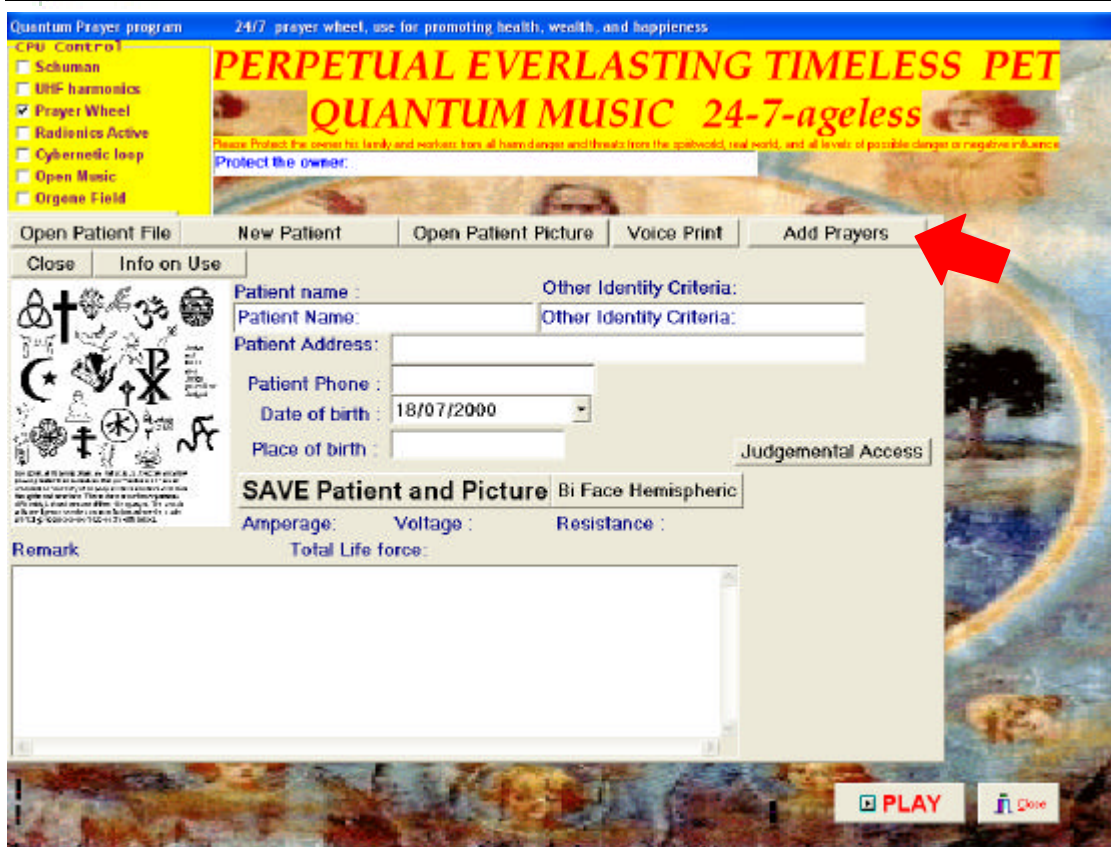 Quantum Prayer program 24/7 prayer wheel, use for promoting health, wealth, and happieness
CPU Control
Schuman
UHF harmonics
Prayer Wheel
Radionics Active
Cybernetic loop
Open Music
Orgone Field
PERPETUAL EVERLASTING TIMELESS PET
QUANTUM MUSIC 24-7-ageless
Please Protect the owner his family and workers from all harm danger and threats from the spiritworld, real world, and all levels of possible danger or negative influence
Protect the owner:
Open Patient File New Patient Open Patient Picture Voice Print Add Prayers
Close Info on Use
Patient name : Other Identity Criteria:
Patient Name: Other Identity Criteria:
Patient Address:
Patient Phone :
Date of birth : 18/07/2000
Place of birth :
Judgemental Access
SAVE Patient and Picture Bi Face Hemispheric
Amperage: Voltage : Resistance :
Remark Total Life force:
PLAY Close